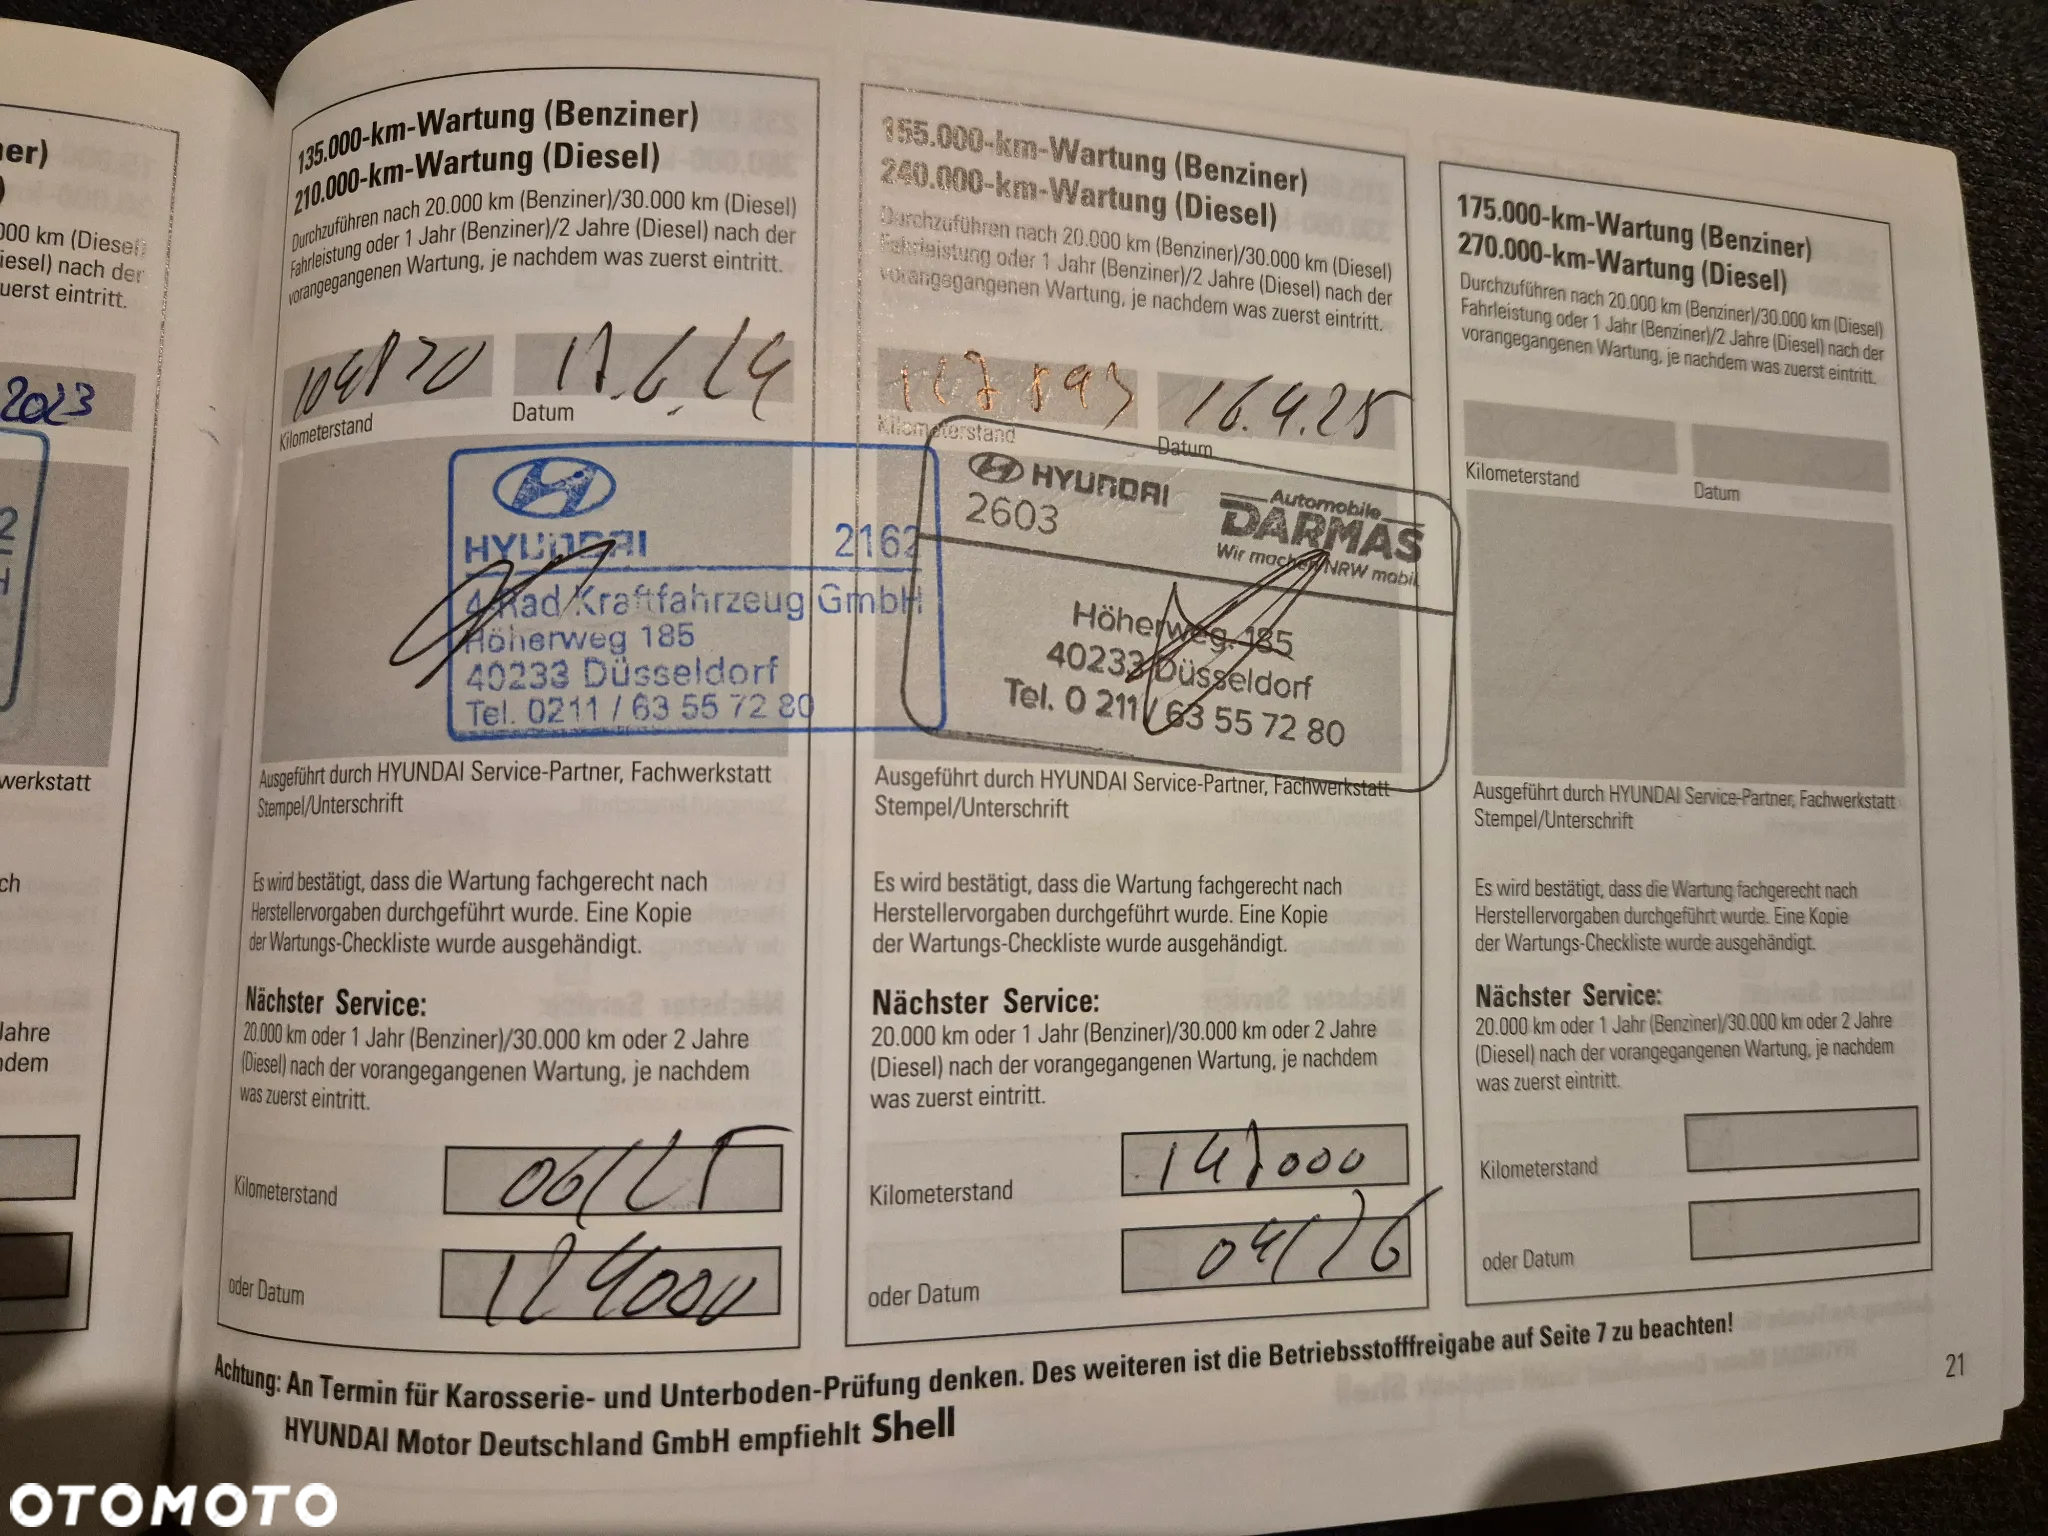 er)
000 km (Diesel)
iesel) nach der
uerst eintritt.
2023
2
H
werkstatt
ch
Jahre
dem
135.000-km-Wartung (Benziner)
210.000-km-Wartung (Diesel)
Durchzuführen nach 20.000 km (Benziner)/30.000 km (Diesel)
Fahrleistung oder 1 Jahr (Benziner)/2 Jahre (Diesel) nach der
vorangegangenen Wartung, je nachdem was zuerst eintritt.
104870 17.6.24
Kilometerstand Datum
HYUNDAI 2162
4-Rad Kraftfahrzeug GmbH
Höherweg 185
40233 Düsseldorf
Tel. 0211 / 63 55 72 80
Ausgeführt durch HYUNDAI Service-Partner, Fachwerkstatt
Stempel/Unterschrift
Es wird bestätigt, dass die Wartung fachgerecht nach
Herstellervorgaben durchgeführt wurde. Eine Kopie
der Wartungs-Checkliste wurde ausgehändigt.
Nächster Service:
20.000 km oder 1 Jahr (Benziner)/30.000 km oder 2 Jahre
(Diesel) nach der vorangegangenen Wartung, je nachdem
was zuerst eintritt.
Kilometerstand 06/25
oder Datum 124000
155.000-km-Wartung (Benziner)
240.000-km-Wartung (Diesel)
Durchzuführen nach 20.000 km (Benziner)/30.000 km (Diesel)
Fahrleistung oder 1 Jahr (Benziner)/2 Jahre (Diesel) nach der
vorangegangenen Wartung, je nachdem was zuerst eintritt.
127893 16.4.25
Kilometerstand Datum
HYUNDAI Automobile
2603 DARMAS
Wir machen NRW mobil.
Höherweg 185
40233 Düsseldorf
Tel. 0 211 / 63 55 72 80
Ausgeführt durch HYUNDAI Service-Partner, Fachwerkstatt
Stempel/Unterschrift
Es wird bestätigt, dass die Wartung fachgerecht nach
Herstellervorgaben durchgeführt wurde. Eine Kopie
der Wartungs-Checkliste wurde ausgehändigt.
Nächster Service:
20.000 km oder 1 Jahr (Benziner)/30.000 km oder 2 Jahre
(Diesel) nach der vorangegangenen Wartung, je nachdem
was zuerst eintritt.
Kilometerstand 147000
oder Datum 04/26
175.000-km-Wartung (Benziner)
270.000-km-Wartung (Diesel)
Durchzuführen nach 20.000 km (Benziner)/30.000 km (Diesel)
Fahrleistung oder 1 Jahr (Benziner)/2 Jahre (Diesel) nach der
vorangegangenen Wartung, je nachdem was zuerst eintritt.
Kilometerstand Datum
Ausgeführt durch HYUNDAI Service-Partner, Fachwerkstatt
Stempel/Unterschrift
Es wird bestätigt, dass die Wartung fachgerecht nach
Herstellervorgaben durchgeführt wurde. Eine Kopie
der Wartungs-Checkliste wurde ausgehändigt.
Nächster Service:
20.000 km oder 1 Jahr (Benziner)/30.000 km oder 2 Jahre
(Diesel) nach der vorangegangenen Wartung, je nachdem
was zuerst eintritt.
Kilometerstand
oder Datum
Achtung: An Termin für Karosserie- und Unterboden-Prüfung denken. Des weiteren ist die Betriebsstofffreigabe auf Seite 7 zu beachten!
HYUNDAI Motor Deutschland GmbH empfiehlt Shell
21
OTOMOTO